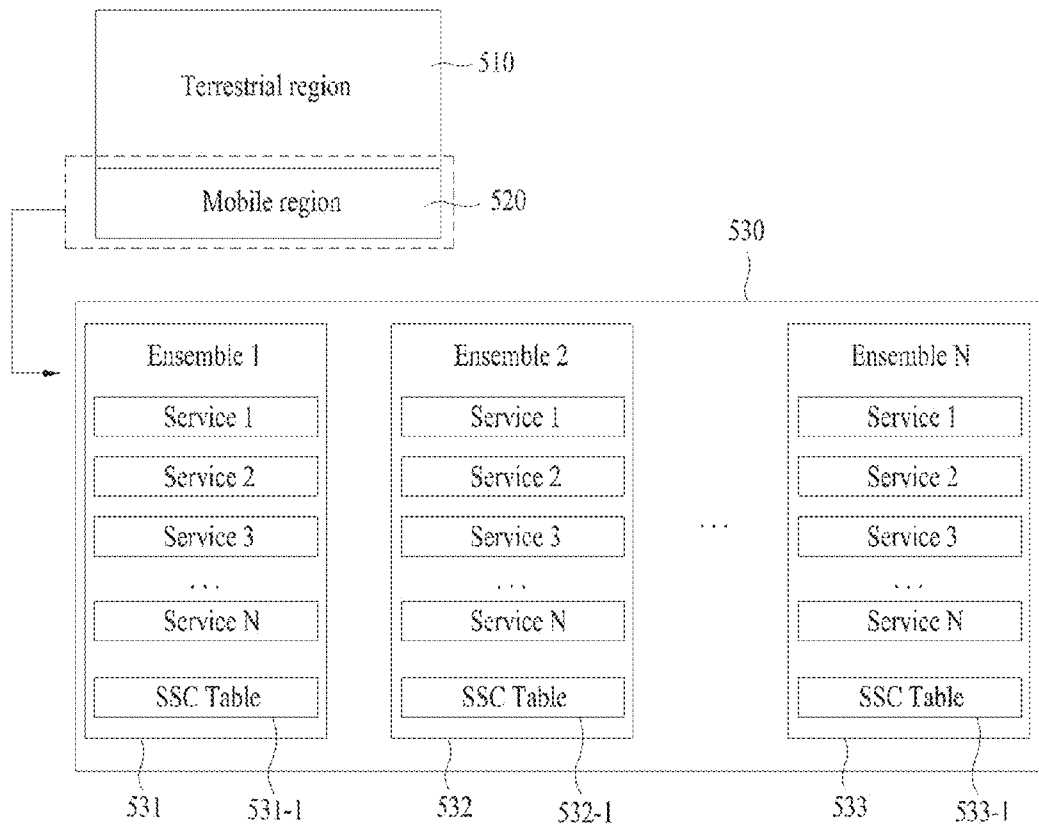 Terrestrial region
510
Mobile region
520
530
Ensemble 1
Service 1
Service 2
Service 3
...
Service N
SSC Table
Ensemble 2
Service 1
Service 2
Service 3
...
Service N
SSC Table
...
Ensemble N
Service 1
Service 2
Service 3
...
Service N
SSC Table
531
531-1
532
532-1
533
533-1